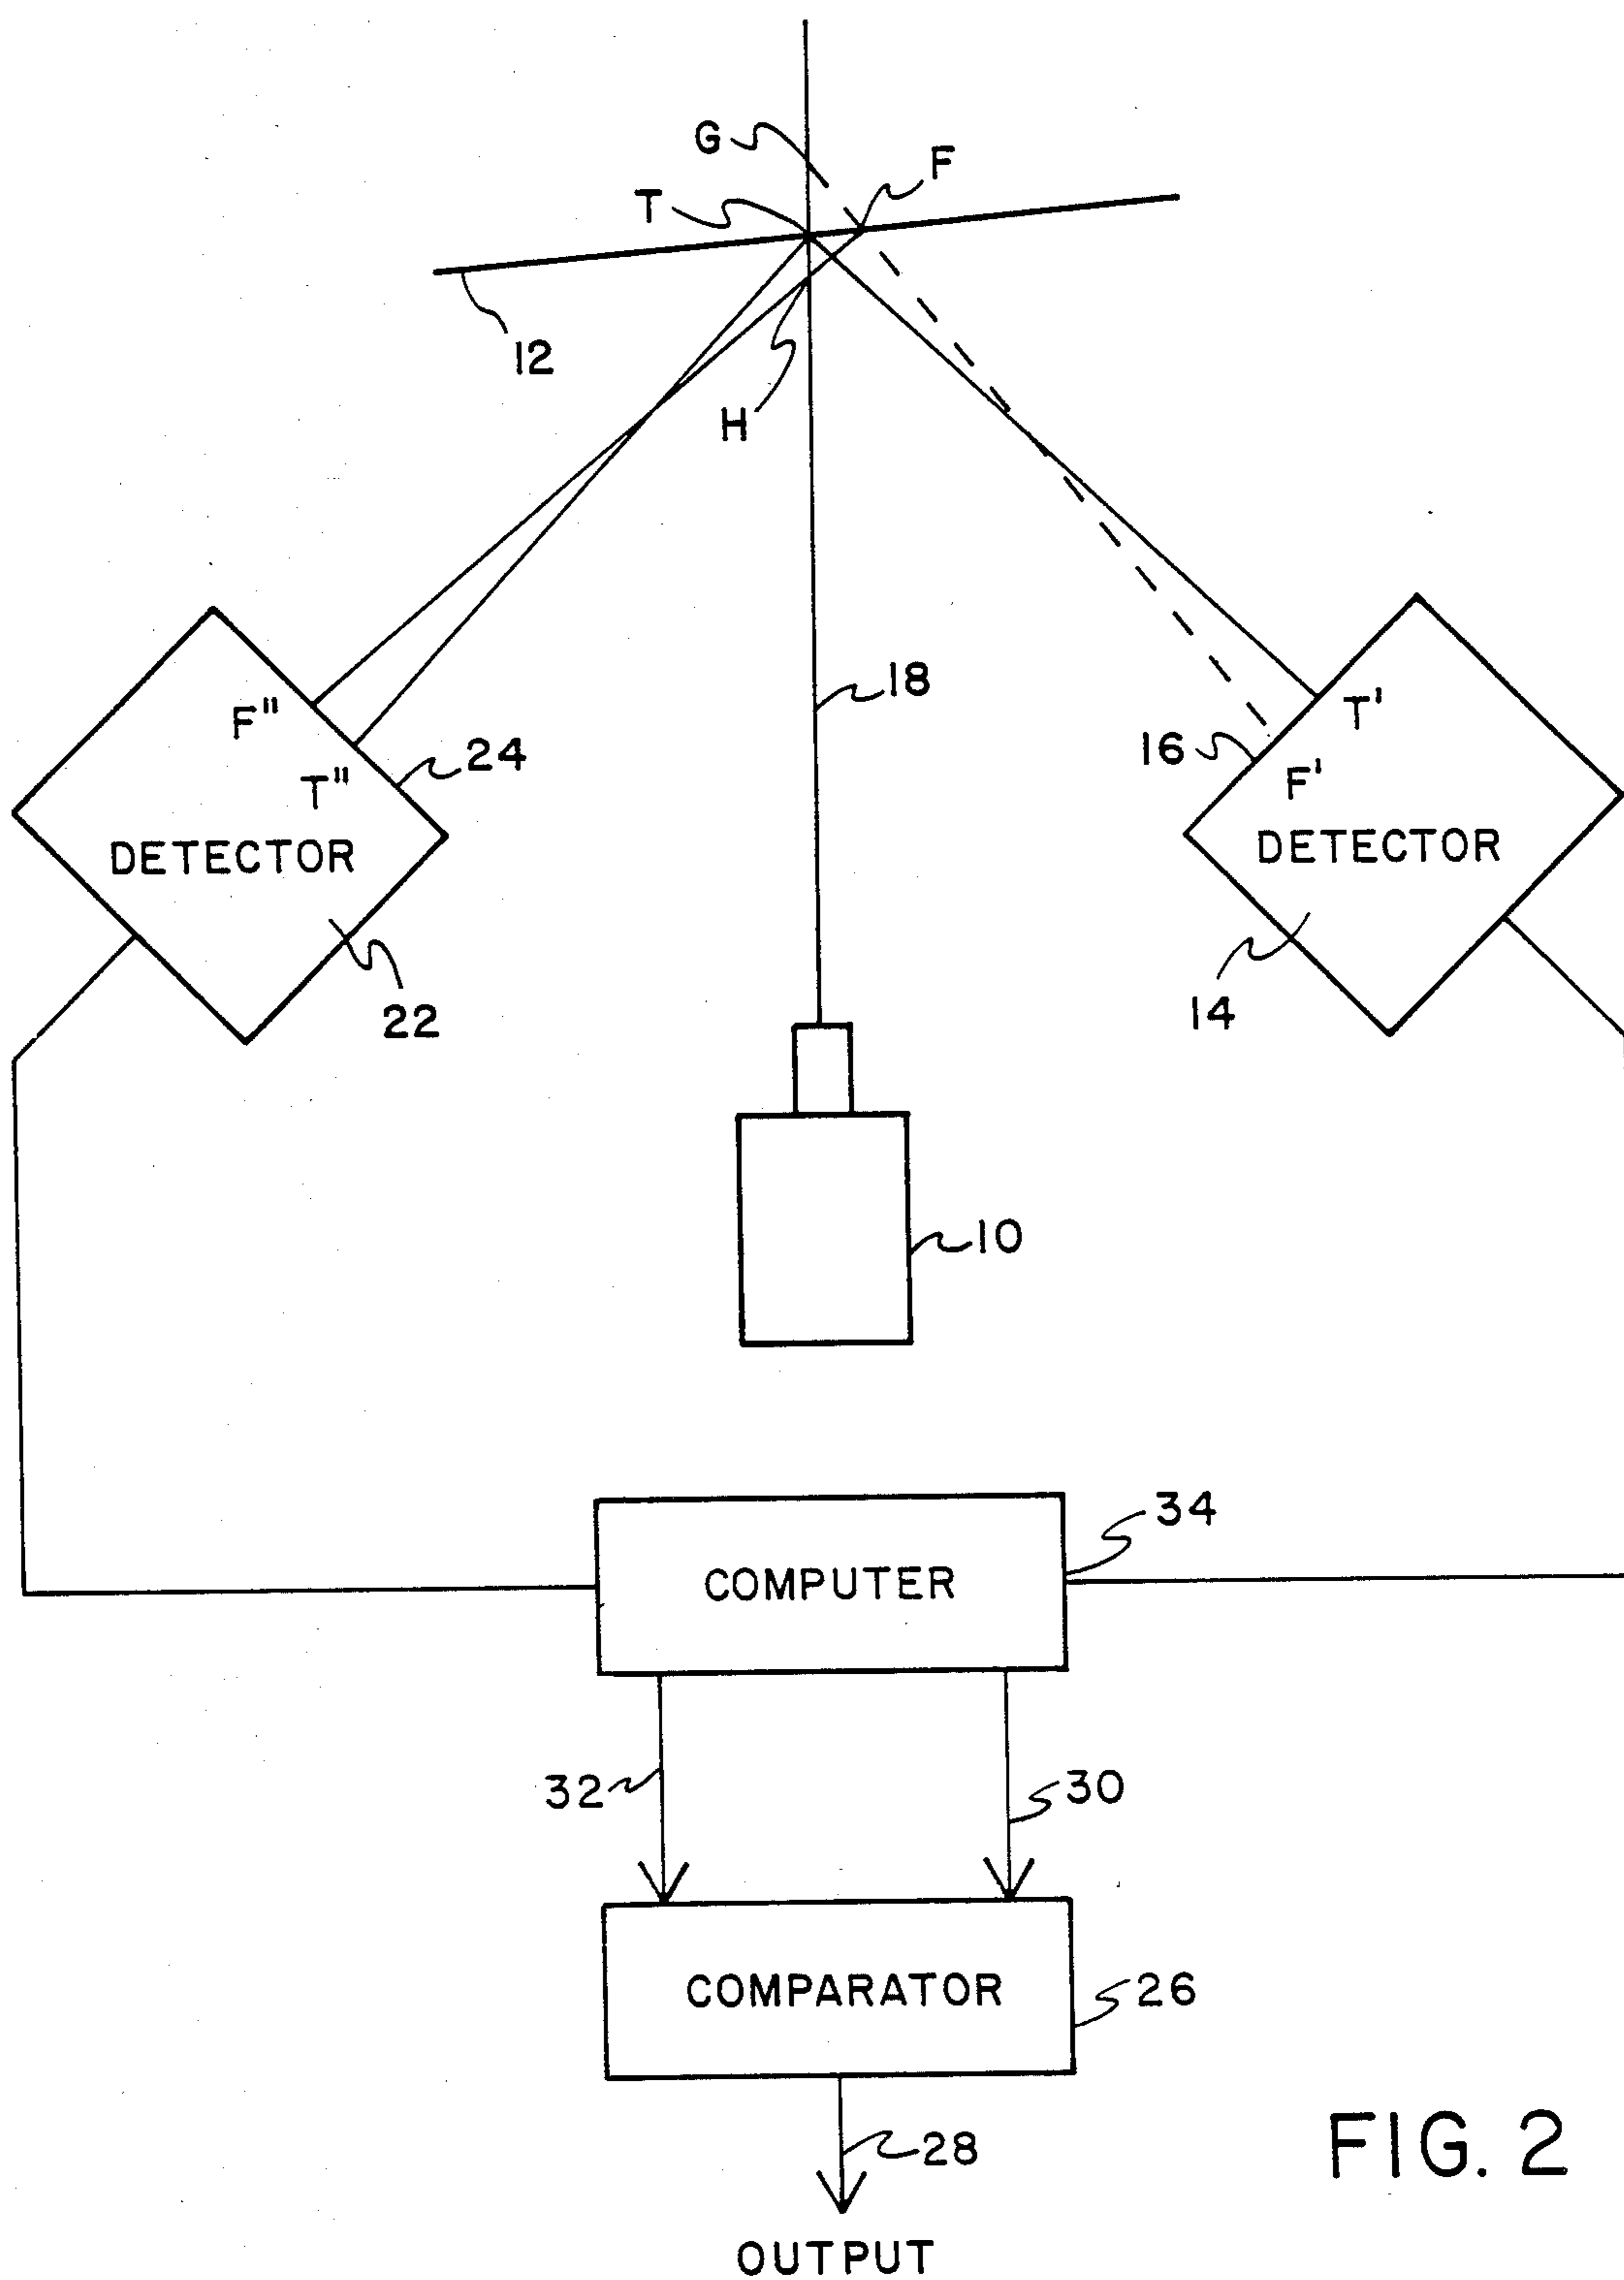 G
F
T
12
H
18
F"
24
T"
DETECTOR
22
16
T'
F'
DETECTOR
14
10
34
COMPUTER
32
30
COMPARATOR
26
28
OUTPUT
FIG. 2